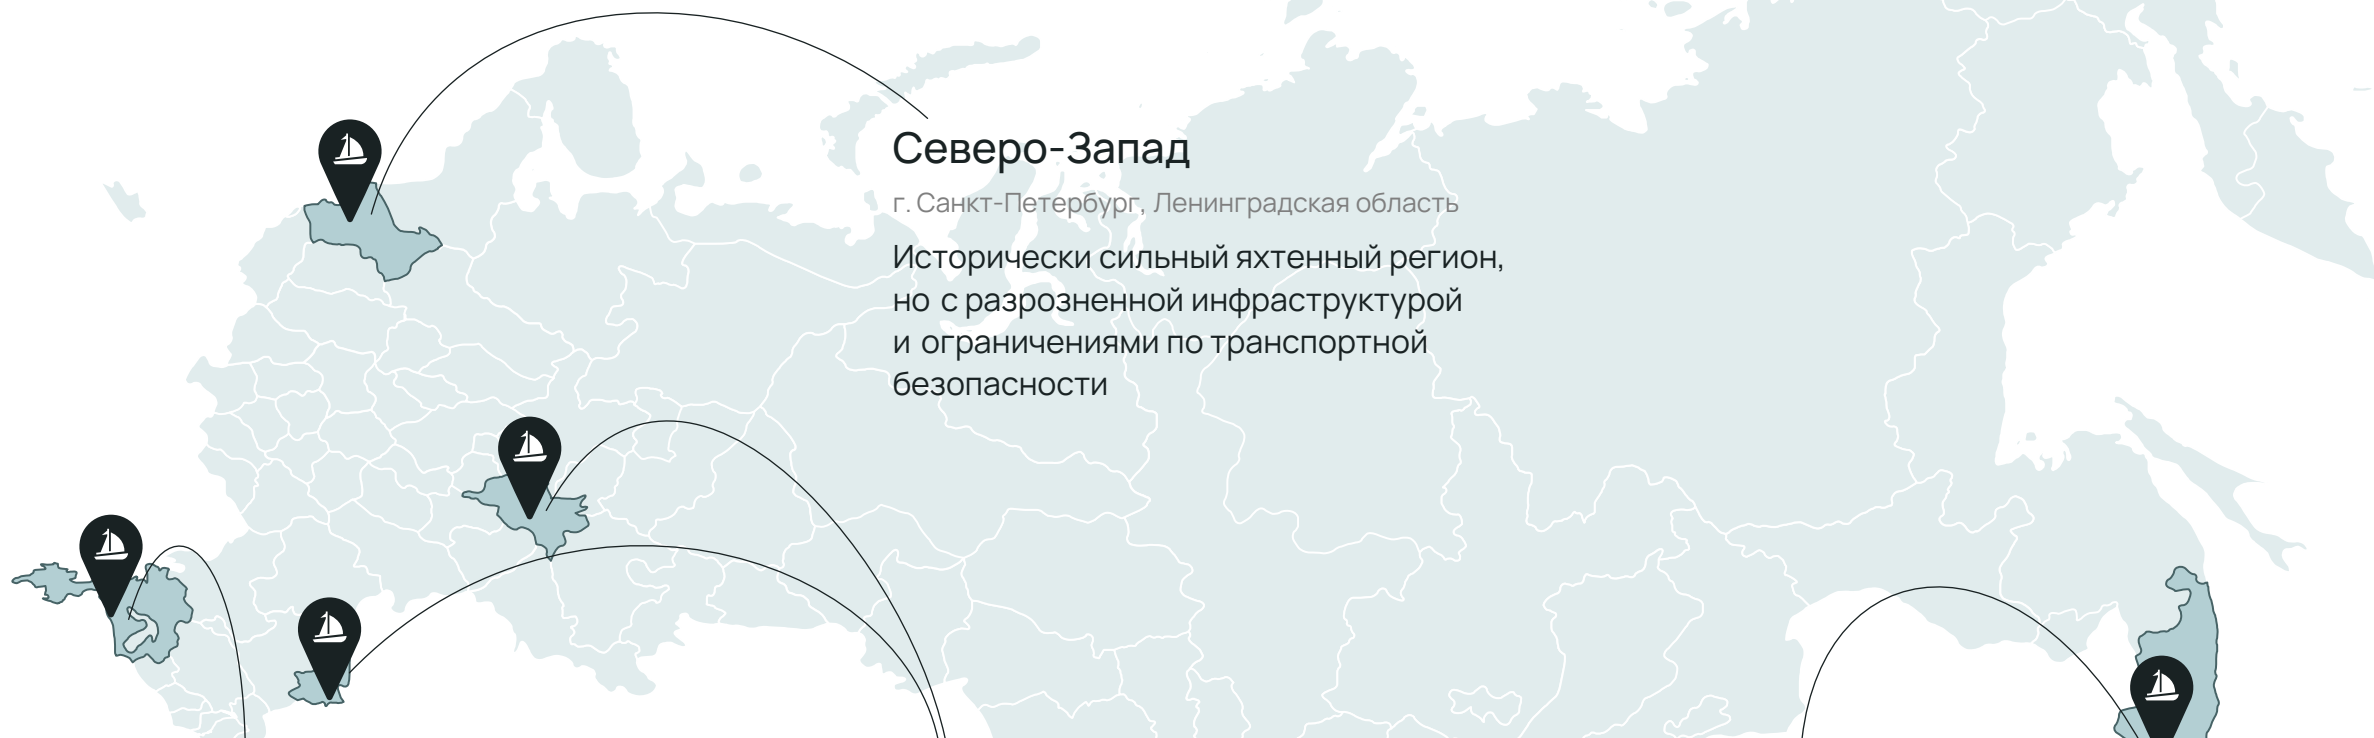 Северо-Запад
г. Санкт-Петербург, Ленинградская область
Исторически сильный яхтенный регион,
но с разрозненной инфраструктурой
и ограничениями по транспортной
безопасности